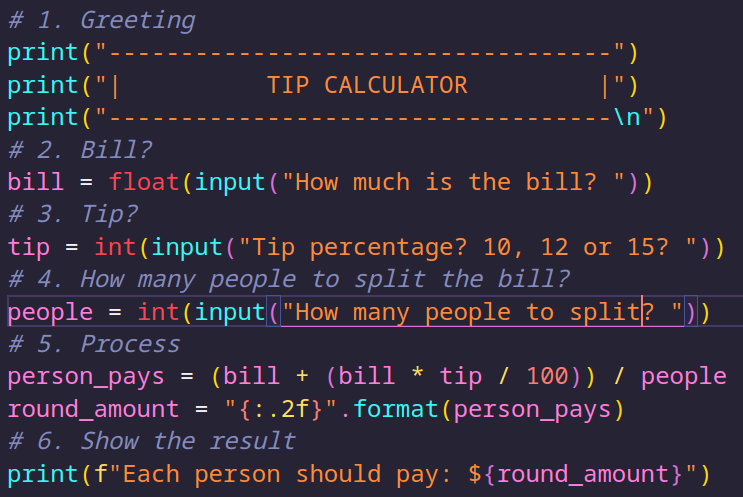 # 1. Greeting
print("-----------------------------------")
print("|          TIP CALCULATOR         |")
print("-----------------------------------\n")
# 2. Bill?
bill = float(input("How much is the bill? "))
# 3. Tip?
tip = int(input("Tip percentage? 10, 12 or 15? "))
# 4. How many people to split the bill?
people = int(input("How many people to split? "))
# 5. Process
person_pays = (bill + (bill * tip / 100)) / people
round_amount = "{:.2f}".format(person_pays)
# 6. Show the result
print(f"Each person should pay: ${round_amount}")